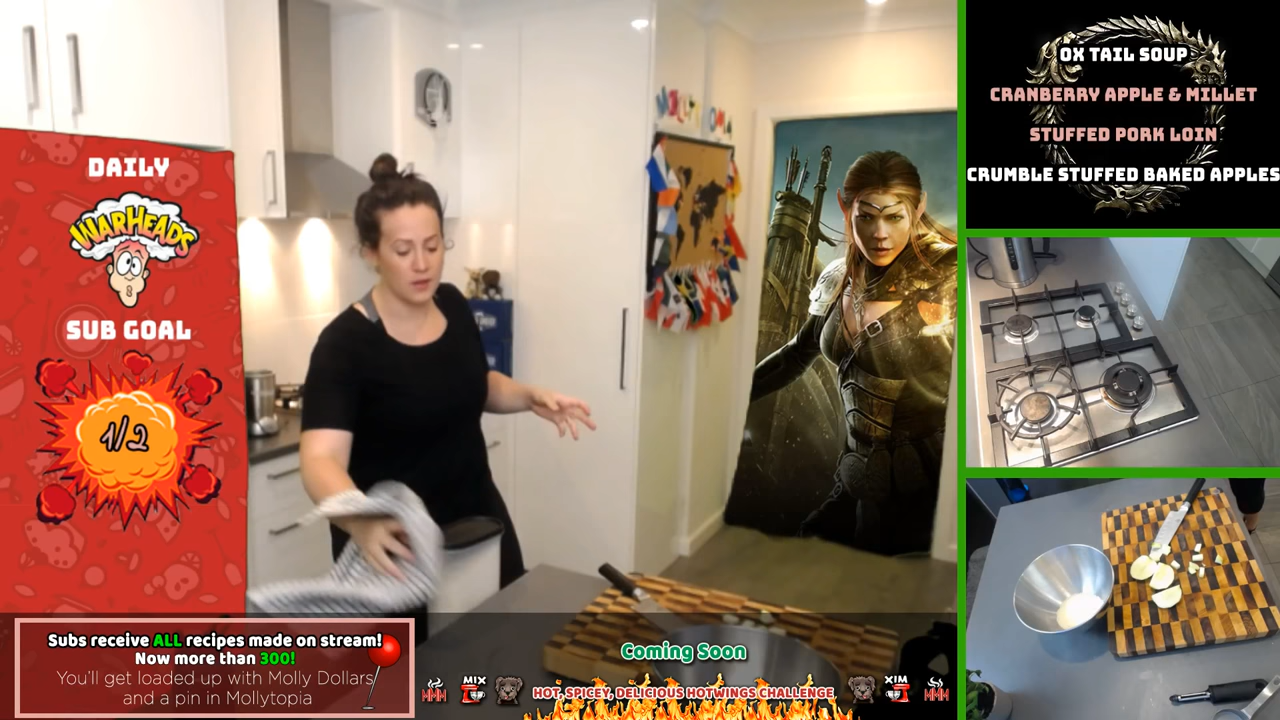 DAILY
WARHEADS
SUB GOAL
1/2
Subs receive ALL recipes made on stream!
Now more than 300!
You'll get loaded up with Molly Dollars
and a pin in Mollytopia
MIX
Coming Soon
HOT, SPICEY, DELICIOUS HOTWINGS CHALLENGE
XIM
OX TAIL SOUP
CRANBERRY APPLE & MILLET
STUFFED PORK LOIN
CRUMBLE STUFFED BAKED APPLES